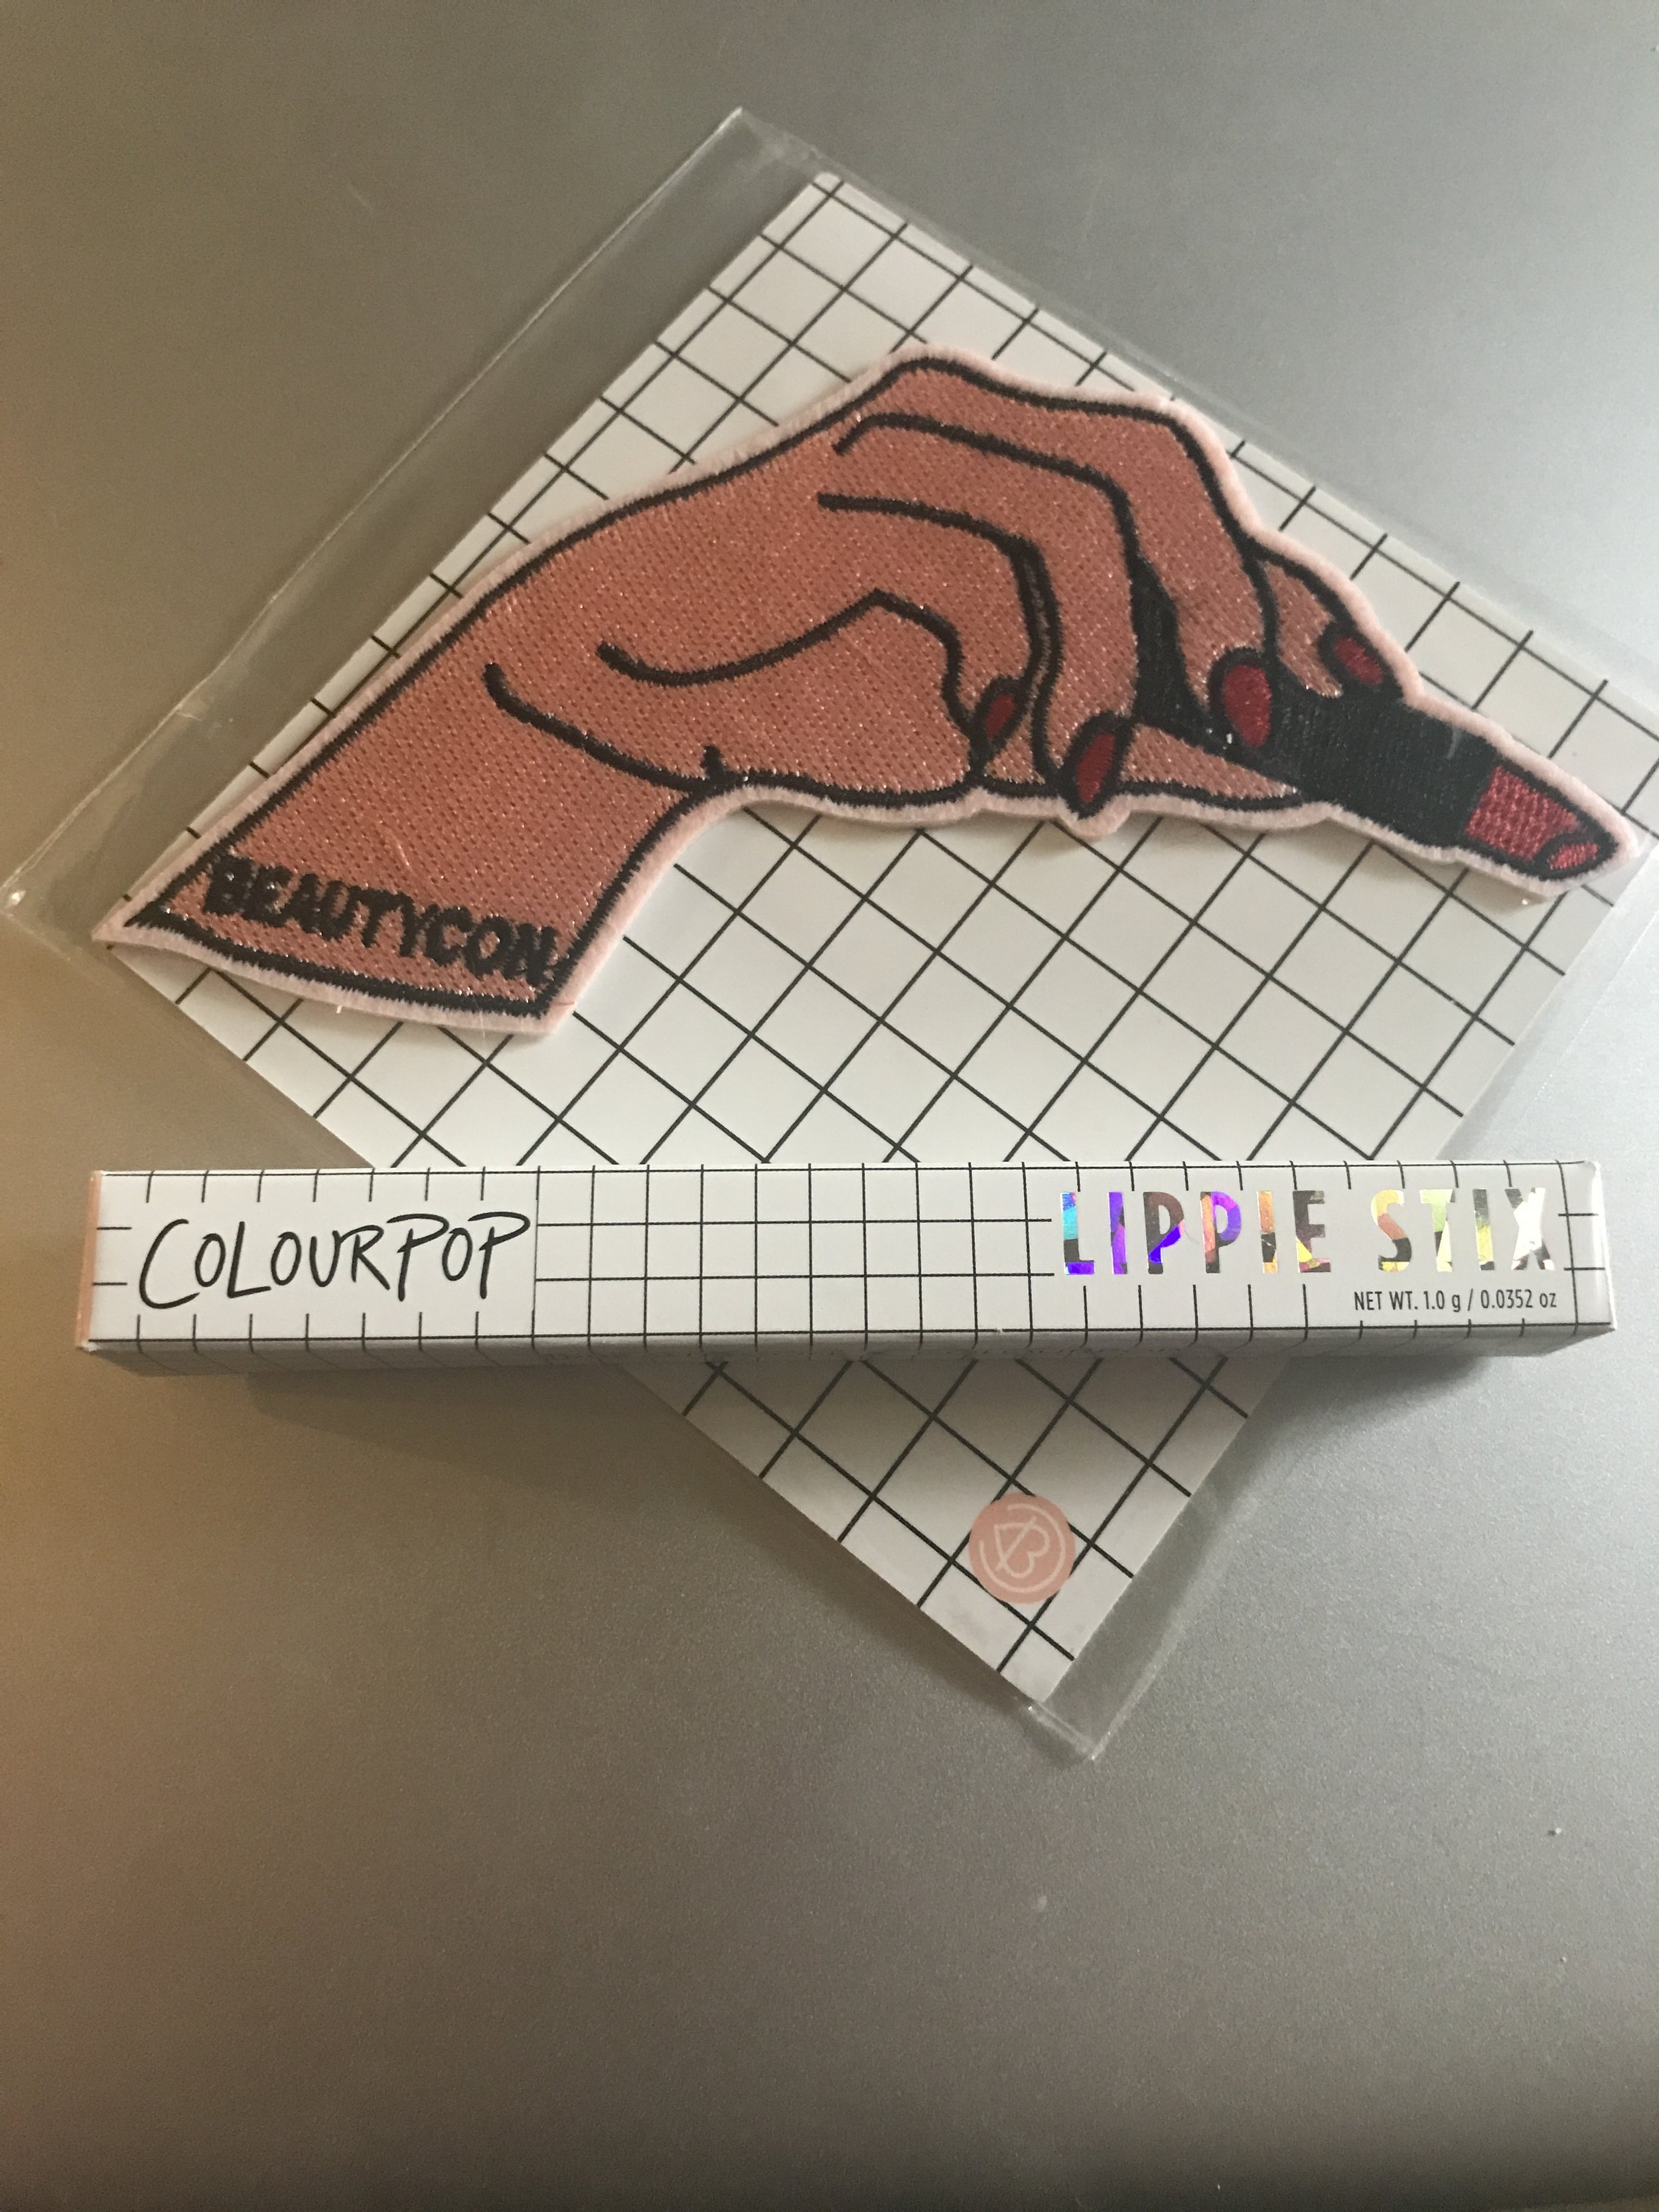 BEAUTYCON
COLOURPOP
LIPPIE STIX
NET WT. 1.0 g / 0.0352 oz